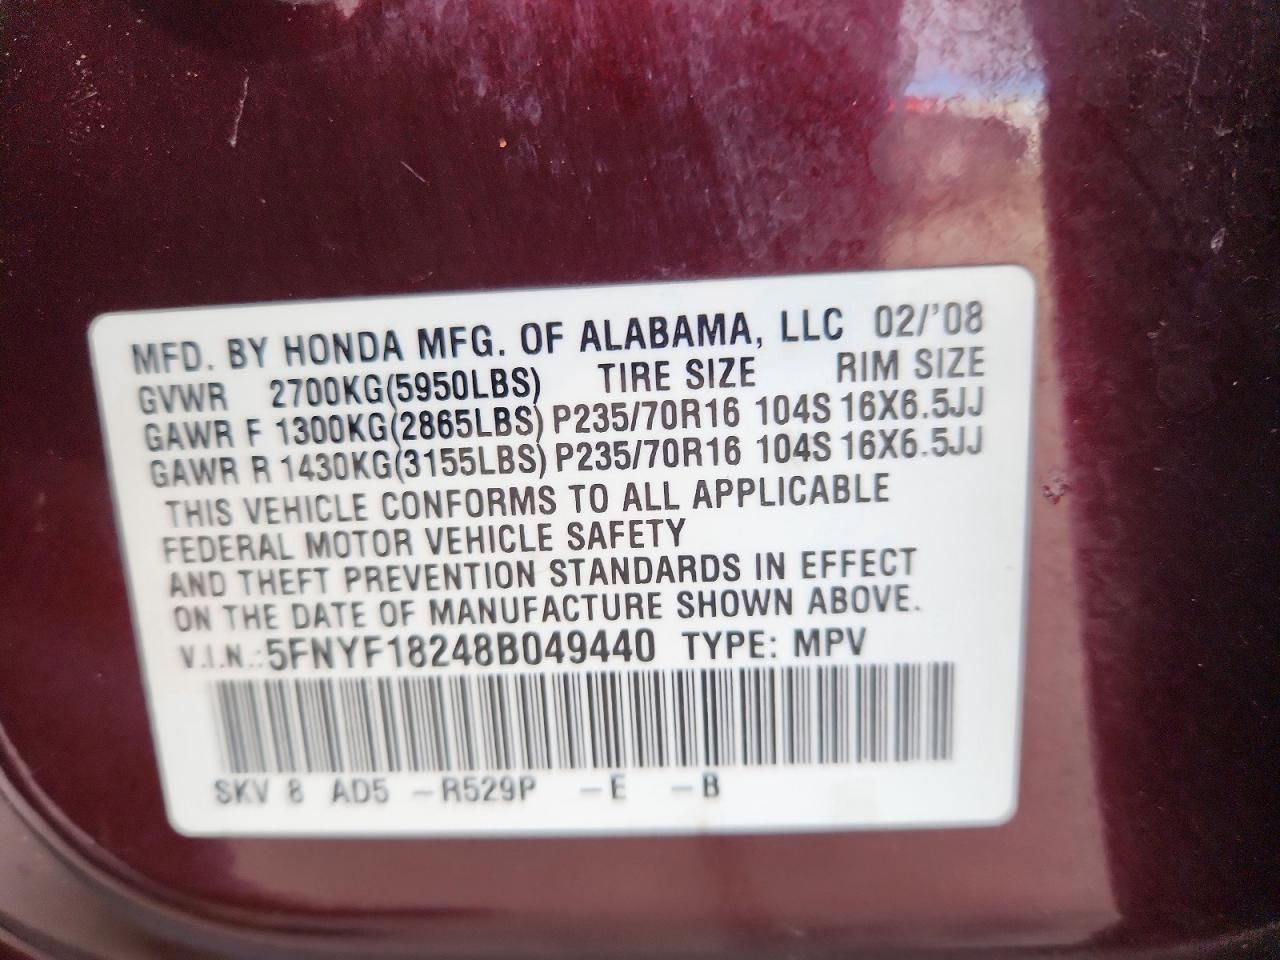 MFD. BY HONDA MFG. OF ALABAMA, LLC 02/'08
GVWR 2700KG(5950LBS) TIRE SIZE RIM SIZE
GAWR F 1300KG(2865LBS) P235/70R16 104S 16X6.5JJ
GAWR R 1430KG(3155LBS) P235/70R16 104S 16X6.5JJ
THIS VEHICLE CONFORMS TO ALL APPLICABLE
FEDERAL MOTOR VEHICLE SAFETY
AND THEFT PREVENTION STANDARDS IN EFFECT
ON THE DATE OF MANUFACTURE SHOWN ABOVE.
V.I.N.:5FNYF18248B049440 TYPE: MPV
SKV 8 AD5 -R529P -E -B